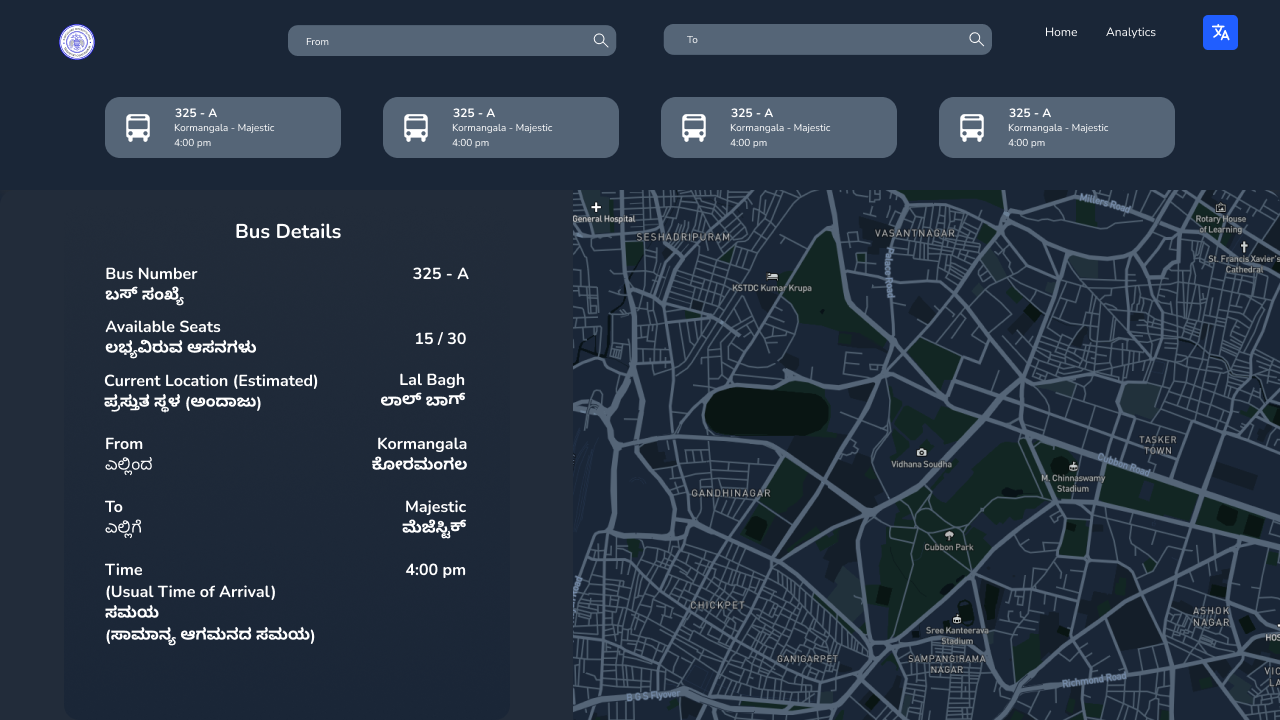 From
To
Home
Analytics
325 - A
Kormangala - Majestic
4:00 pm
325 - A
Kormangala - Majestic
4:00 pm
325 - A
Kormangala - Majestic
4:00 pm
325 - A
Kormangala - Majestic
4:00 pm
Bus Details
Bus Number
325 - A
ಬಸ್ ಸಂಖ್ಯೆ
Available Seats
ಲಭ್ಯವಿರುವ ಆಸನಗಳು
15 / 30
Current Location (Estimated)
Lal Bagh
ಪ್ರಸ್ತುತ ಸ್ಥಳ (ಅಂದಾಜು)
ಲಾಲ್ ಬಾಗ್
From
Kormangala
ಎಲ್ಲಿಂದ
ಕೋರಮಂಗಲ
To
Majestic
ಎಲ್ಲಿಗೆ
ಮೆಜೆಸ್ಟಿಕ್
Time
4:00 pm
(Usual Time of Arrival)
ಸಮಯ
(ಸಾಮಾನ್ಯ ಆಗಮನದ ಸಮಯ)
General Hospital
SESHADRIPURAM
VASANTNAGAR
Millers Road
Rotary House
of Learning
St. Francis Xavier's
Cathedral
Palace Road
KSTDC Kumar Krupa
TASKER
TOWN
Vidhana Soudha
Cubbon Road
M. Chinnaswamy
Stadium
GANDHINAGAR
Cubbon Park
CHICKPET
ASHOK
NAGAR
Sree Kanteerava
Stadium
HOS
GANIGARPET
SAMPANGIRAMA
NAGAR
Richmond Road
B G S Flyover